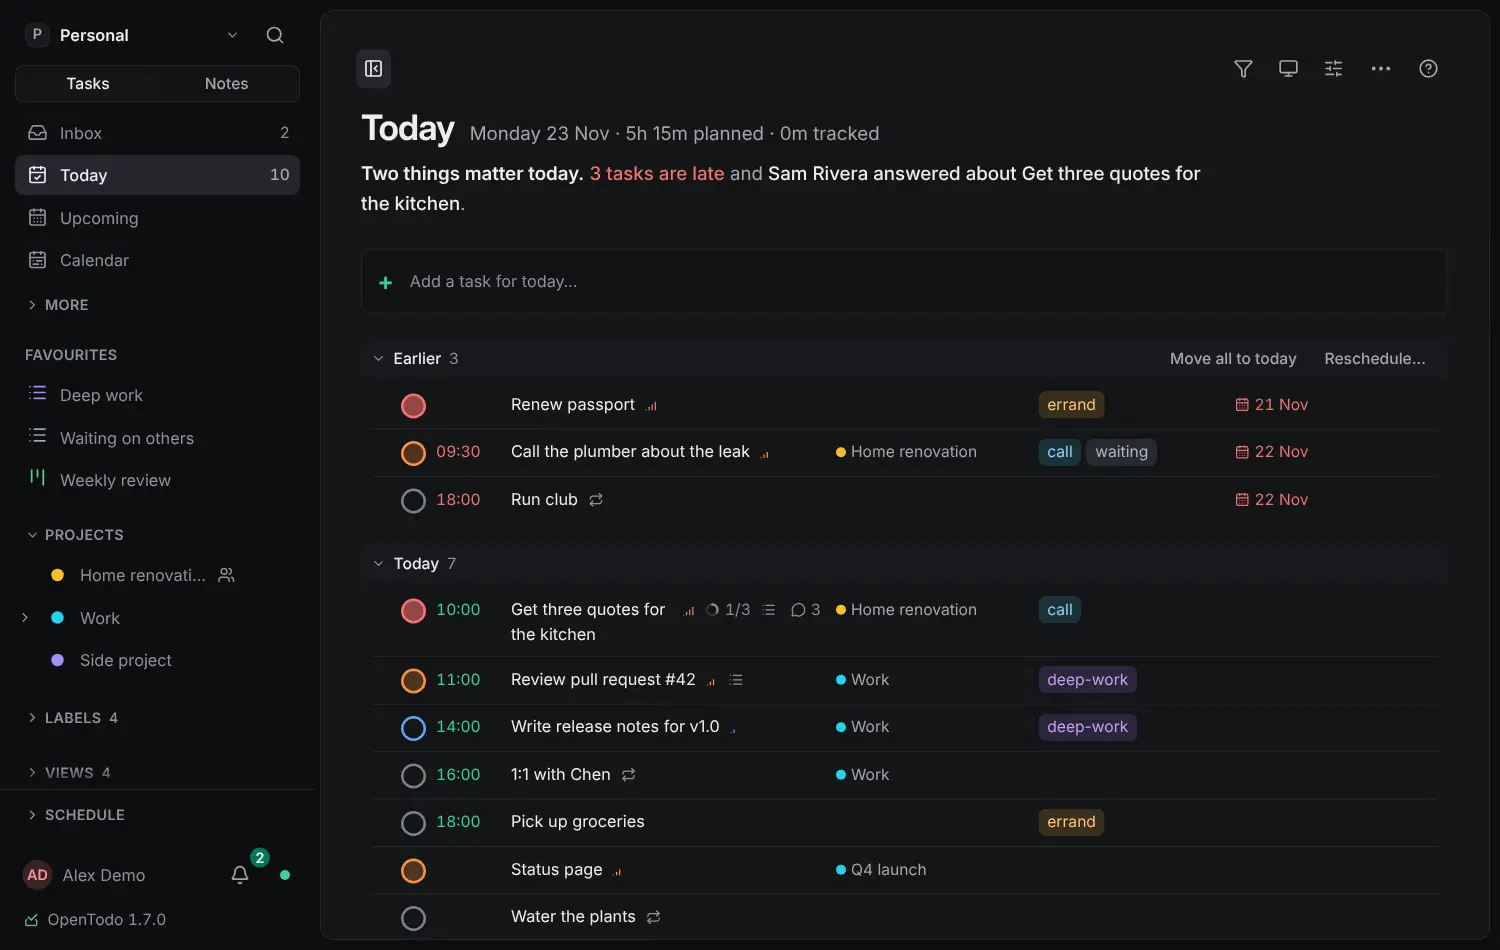 P Personal
Tasks Notes
Inbox 2
Today 10
Upcoming
Calendar
MORE
FAVOURITES
Deep work
Waiting on others
Weekly review
PROJECTS
Home renovati...
Work
Side project
LABELS 4
VIEWS 4
SCHEDULE
AD Alex Demo 2
OpenTodo 1.7.0
Today Monday 23 Nov · 5h 15m planned · 0m tracked
Two things matter today. 3 tasks are late and Sam Rivera answered about Get three quotes for
the kitchen.
+ Add a task for today...
Earlier 3 Move all to today Reschedule...
Renew passport errand 21 Nov
09:30 Call the plumber about the leak Home renovation call waiting 22 Nov
18:00 Run club 22 Nov
Today 7
10:00 Get three quotes for 1/3 3 Home renovation call
the kitchen
11:00 Review pull request #42 Work deep-work
14:00 Write release notes for v1.0 Work deep-work
16:00 1:1 with Chen Work
18:00 Pick up groceries errand
Status page Q4 launch
Water the plants